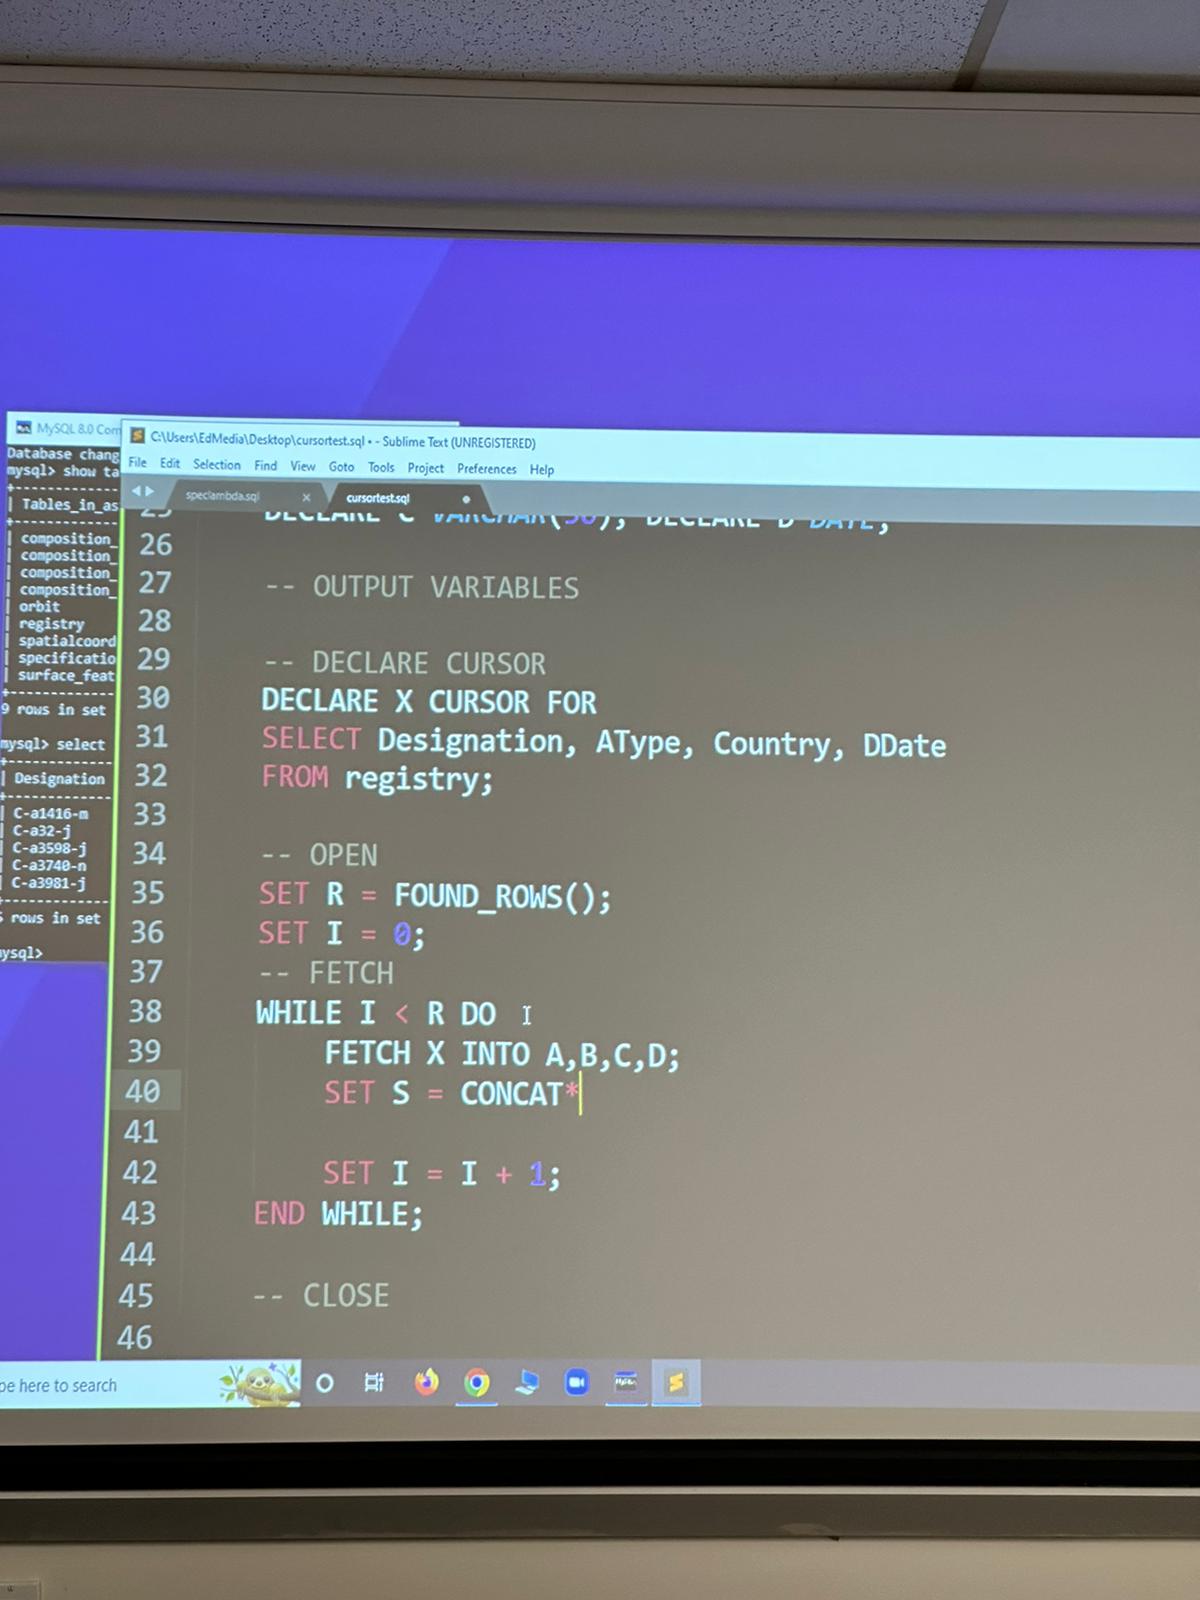 MySQL 8.0 Com
C:\Users\EdMedia\Desktop\cursortest.sql • - Sublime Text (UNREGISTERED)
File Edit Selection Find View Goto Tools Project Preferences Help
speclambda.sql × cursortest.sql
Database chang
mysql> show ta
+-------------
| Tables_in_as
+-------------
| composition_
| composition_
| composition_
| composition_
| orbit
| registry
| spatialcoord
| specificatio
| surface_feat
+-------------
9 rows in set
mysql> select
+-------------
| Designation
+-------------
| C-a1416-m
| C-a32-j
| C-a3598-j
| C-a3740-n
| C-a3981-j
+-------------
5 rows in set
mysql>
25 DECLARE C VARCHAR(50); DECLARE D DATE;
26
27 -- OUTPUT VARIABLES
28
29 -- DECLARE CURSOR
30 DECLARE X CURSOR FOR
31 SELECT Designation, AType, Country, DDate
32 FROM registry;
33
34 -- OPEN
35 SET R = FOUND_ROWS();
36 SET I = 0;
37 -- FETCH
38 WHILE I < R DO
39 FETCH X INTO A,B,C,D;
40 SET S = CONCAT*
41
42 SET I = I + 1;
43 END WHILE;
44
45 -- CLOSE
46
pe here to search